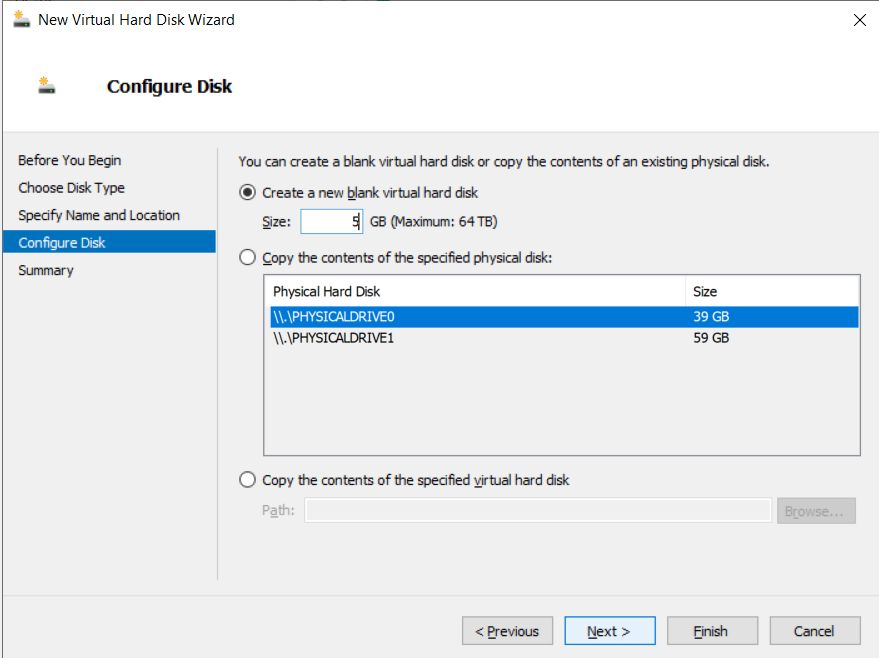 New Virtual Hard Disk Wizard
Configure Disk
Before You Begin
Choose Disk Type
Specify Name and Location
Configure Disk
Summary
You can create a blank virtual hard disk or copy the contents of an existing physical disk.
Create a new blank virtual hard disk
Size: 5 GB (Maximum: 64 TB)
Copy the contents of the specified physical disk:
Physical Hard Disk Size
\\.\PHYSICALDRIVE0 39 GB
\\.\PHYSICALDRIVE1 59 GB
Copy the contents of the specified virtual hard disk
Path: Browse...
< Previous Next > Finish Cancel